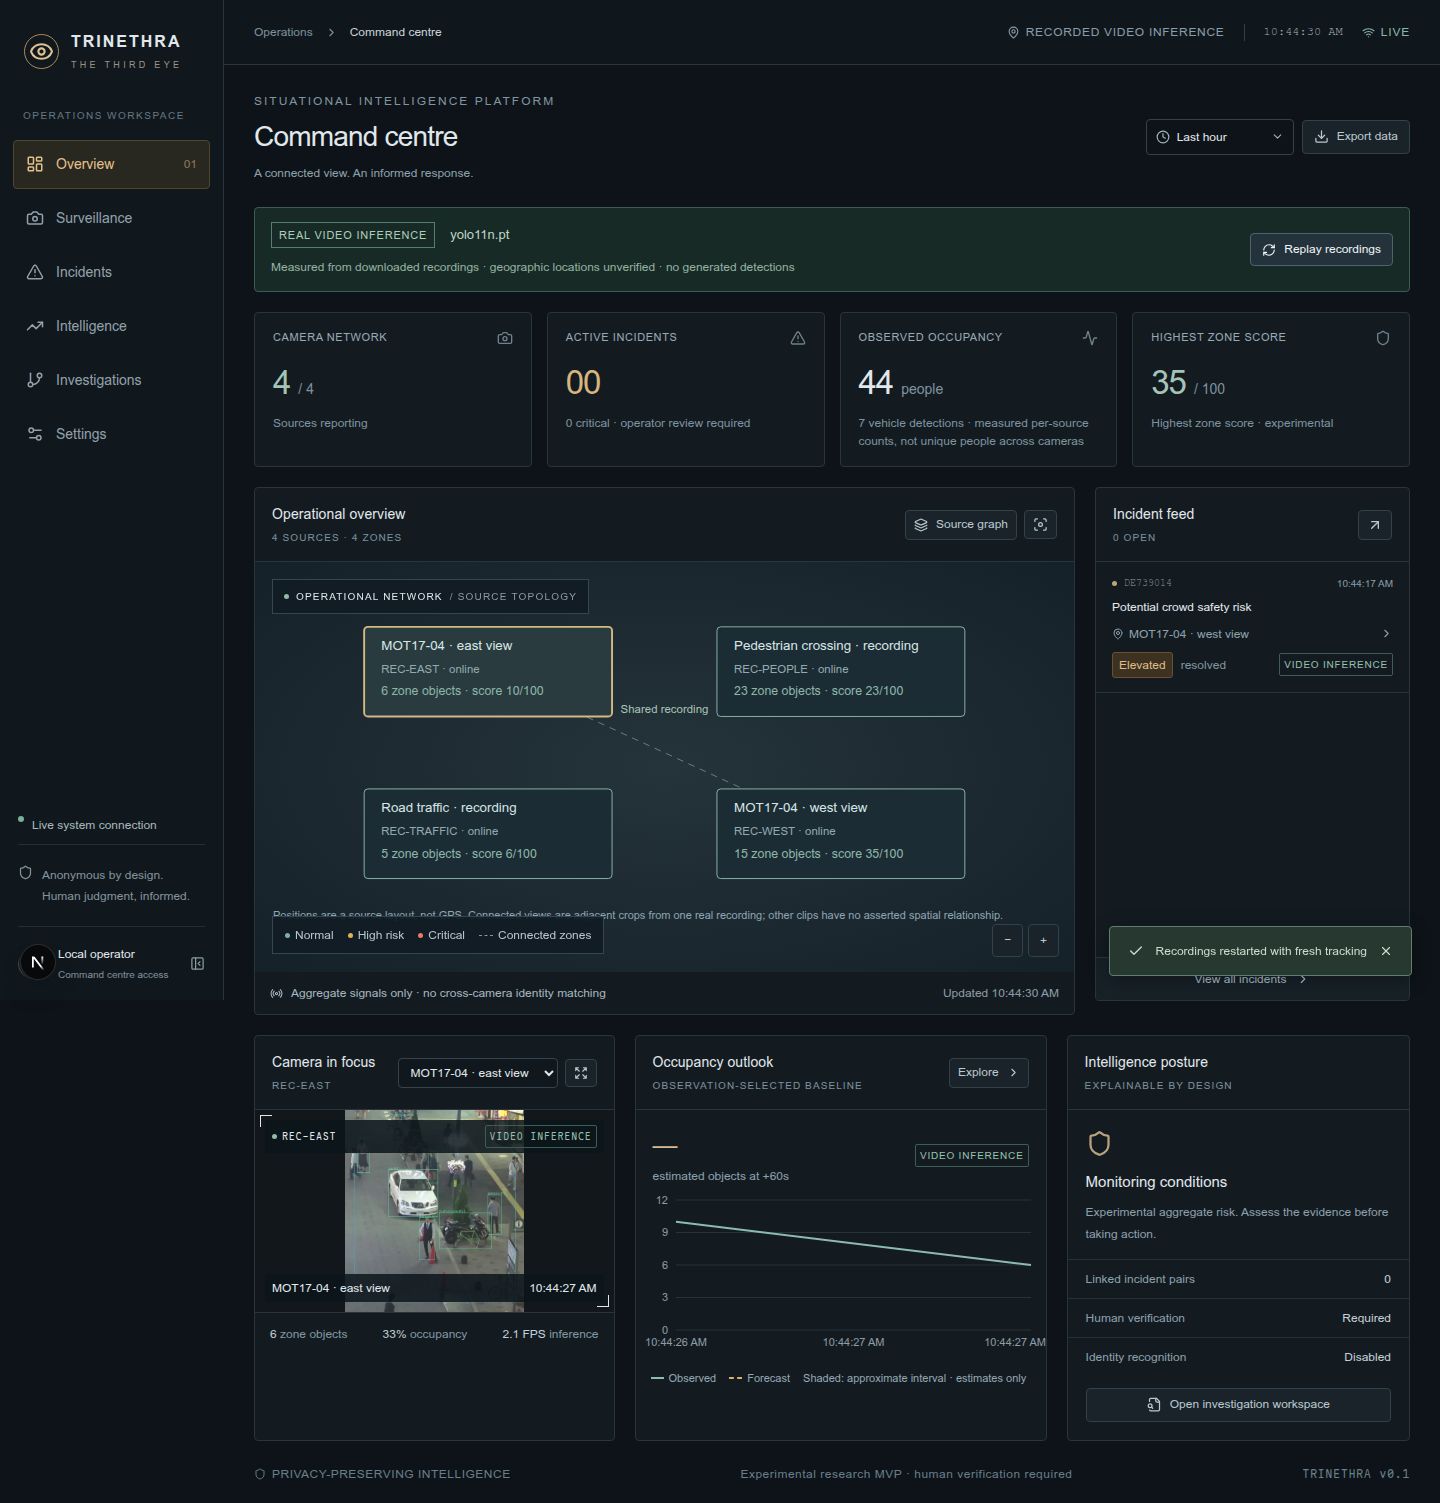 TRINETHRA
THE THIRD EYE
OPERATIONS WORKSPACE
Overview 01
Surveillance
Incidents
Intelligence
Investigations
Settings
Live system connection
Anonymous by design.
Human judgment, informed.
N
Local operator
Command centre access
Operations > Command centre
RECORDED VIDEO INFERENCE
10:44:30 AM
LIVE
SITUATIONAL INTELLIGENCE PLATFORM
Command centre
A connected view. An informed response.
Last hour
Export data
REAL VIDEO INFERENCE yolo11n.pt
Measured from downloaded recordings · geographic locations unverified · no generated detections
Replay recordings
CAMERA NETWORK
4 / 4
Sources reporting
ACTIVE INCIDENTS
00
0 critical · operator review required
OBSERVED OCCUPANCY
44 people
7 vehicle detections · measured per-source
counts, not unique people across cameras
HIGHEST ZONE SCORE
35 / 100
Highest zone score · experimental
Operational overview
4 SOURCES · 4 ZONES
Source graph
OPERATIONAL NETWORK / SOURCE TOPOLOGY
MOT17-04 · east view
REC-EAST · online
6 zone objects · score 10/100
Pedestrian crossing · recording
REC-PEOPLE · online
23 zone objects · score 23/100
Shared recording
Road traffic · recording
REC-TRAFFIC · online
5 zone objects · score 6/100
MOT17-04 · west view
REC-WEST · online
15 zone objects · score 35/100
Positions are a source layout, not GPS. Connected views are adjacent crops from one real recording; other clips have no asserted spatial relationship.
Normal High risk Critical --- Connected zones
− +
Aggregate signals only · no cross-camera identity matching
Updated 10:44:30 AM
Incident feed
0 OPEN
DE739014 10:44:17 AM
Potential crowd safety risk
MOT17-04 · west view
Elevated resolved VIDEO INFERENCE
Recordings restarted with fresh tracking
View all incidents
Camera in focus
REC-EAST
MOT17-04 · east view
REC-EAST VIDEO INFERENCE
MOT17-04 · east view 10:44:27 AM
6 zone objects 33% occupancy 2.1 FPS inference
Occupancy outlook
OBSERVATION-SELECTED BASELINE
Explore
—
VIDEO INFERENCE
estimated objects at +60s
12
9
6
3
0
10:44:26 AM 10:44:27 AM 10:44:27 AM
Observed Forecast Shaded: approximate interval · estimates only
Intelligence posture
EXPLAINABLE BY DESIGN
Monitoring conditions
Experimental aggregate risk. Assess the evidence before
taking action.
Linked incident pairs 0
Human verification Required
Identity recognition Disabled
Open investigation workspace
PRIVACY-PRESERVING INTELLIGENCE
Experimental research MVP · human verification required
TRINETHRA v0.1